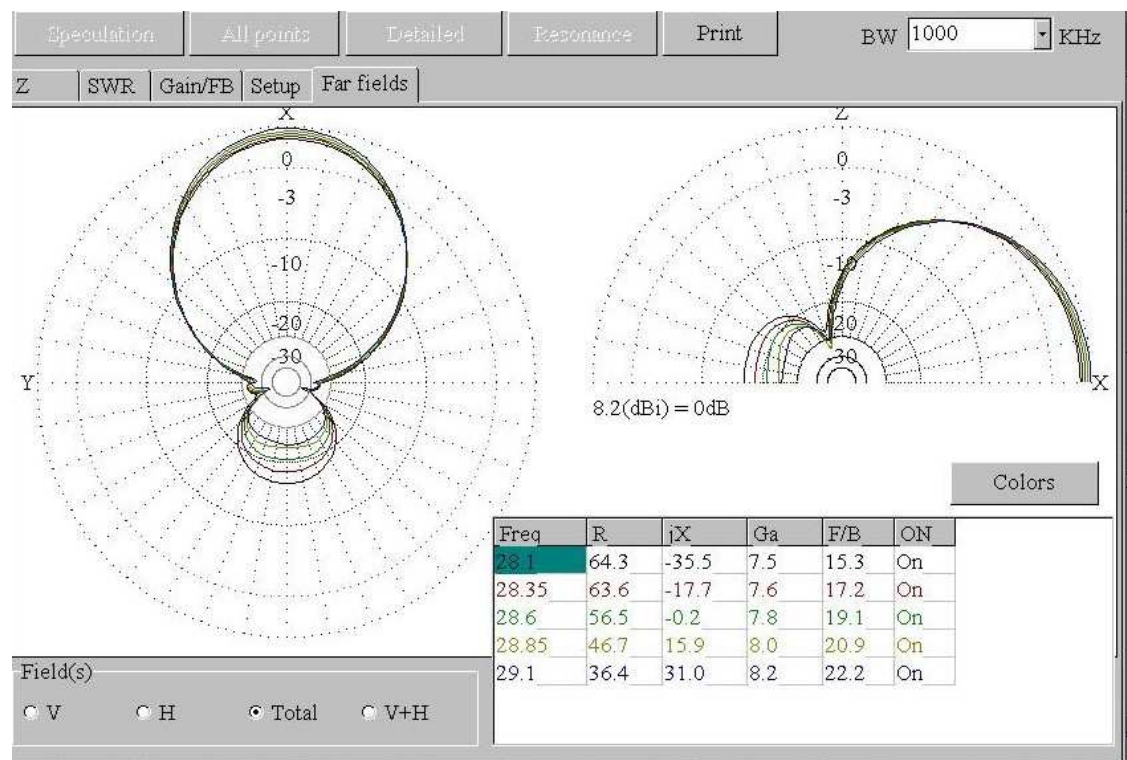 Speculation All points Detailed Resonance Print BW 1000 KHz
Z SWR Gain/FB Setup Far fields
X
0
-3
-10
-20
-30
Y
Z
0
-3
-10
20
-30
X
8.2(dBi) = 0dB
Colors
Freq R jX Ga F/B ON
28.1 64.3 -35.5 7.5 15.3 On
28.35 63.6 -17.7 7.6 17.2 On
28.6 56.5 -0.2 7.8 19.1 On
28.85 46.7 15.9 8.0 20.9 On
29.1 36.4 31.0 8.2 22.2 On
Field(s)
V H Total V+H